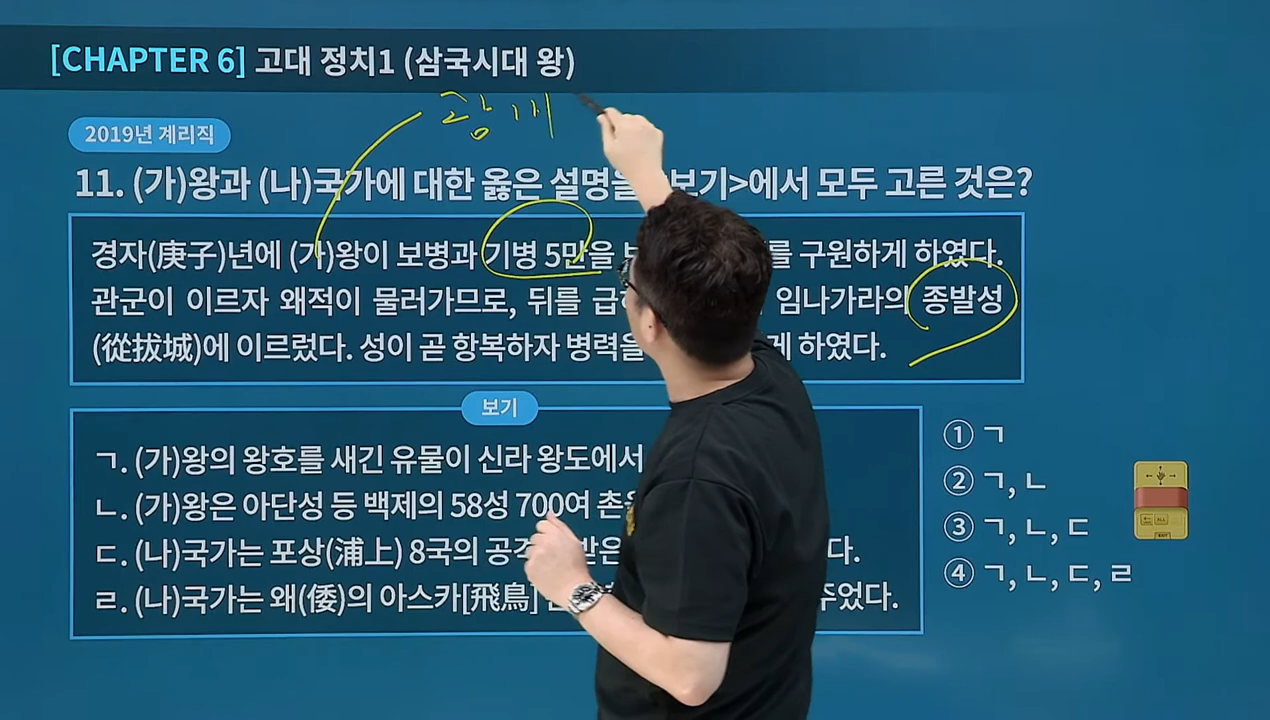 [CHAPTER 6] 고대 정치1 (삼국시대 왕)
광개
2019년 계리직
11. (가)왕과 (나)국가에 대한 옳은 설명을 보기>에서 모두 고른 것은?
경자(庚子)년에 (가)왕이 보병과 기병 5만을 를 구원하게 하였다.
관군이 이르자 왜적이 물러가므로, 뒤를 급 임나가라의 종발성
(從拔城)에 이르렀다. 성이 곧 항복하자 병력을 게 하였다.
보기
ㄱ. (가)왕의 왕호를 새긴 유물이 신라 왕도에서
ㄴ. (가)왕은 아단성 등 백제의 58성 700여 촌
ㄷ. (나)국가는 포상(浦上) 8국의 공격 받은 다.
ㄹ. (나)국가는 왜(倭)의 아스카[飛鳥] 주었다.
① ㄱ
② ㄱ, ㄴ
③ ㄱ, ㄴ, ㄷ
④ ㄱ, ㄴ, ㄷ, ㄹ